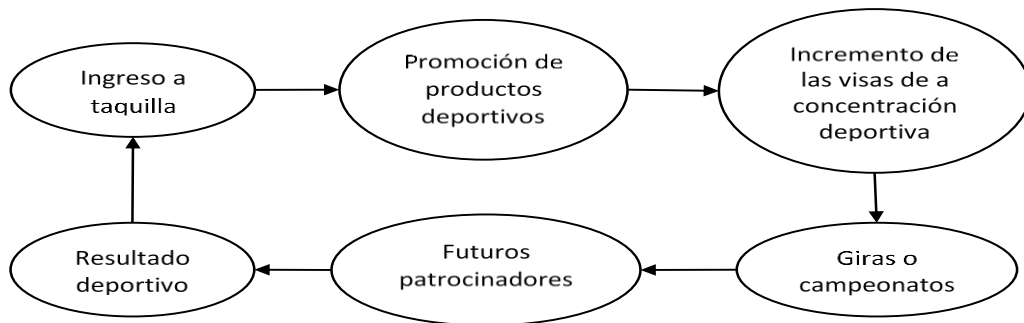 Ingreso a
taquilla
Promoción de
productos
deportivos
Incremento de
las visas de a
concentración
deportiva
Resultado
deportivo
Futuros
patrocinadores
Giras o
campeonatos